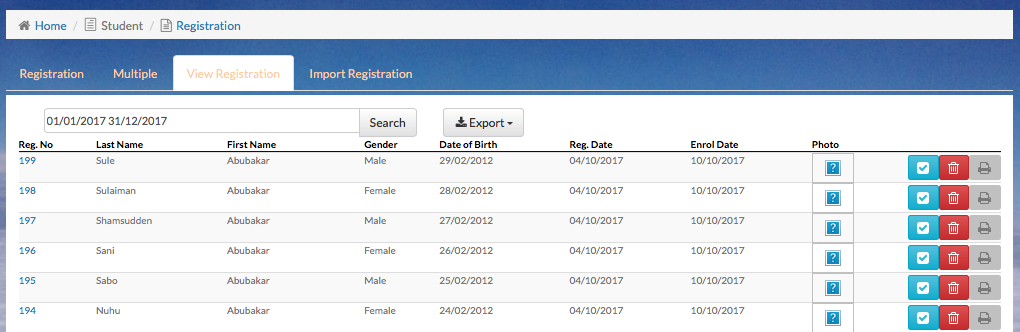 Home / Student / Registration
Registration Multiple View Registration Import Registration
01/01/2017 31/12/2017 Search Export
Reg. No Last Name First Name Gender Date of Birth Reg. Date Enrol Date Photo
199 Sule Abubakar Male 29/02/2012 04/10/2017 10/10/2017 ?
198 Sulaiman Abubakar Female 28/02/2012 04/10/2017 10/10/2017 ?
197 Shamsudden Abubakar Male 27/02/2012 04/10/2017 10/10/2017 ?
196 Sani Abubakar Female 26/02/2012 04/10/2017 10/10/2017 ?
195 Sabo Abubakar Male 25/02/2012 04/10/2017 10/10/2017 ?
194 Nuhu Abubakar Female 24/02/2012 04/10/2017 10/10/2017 ?